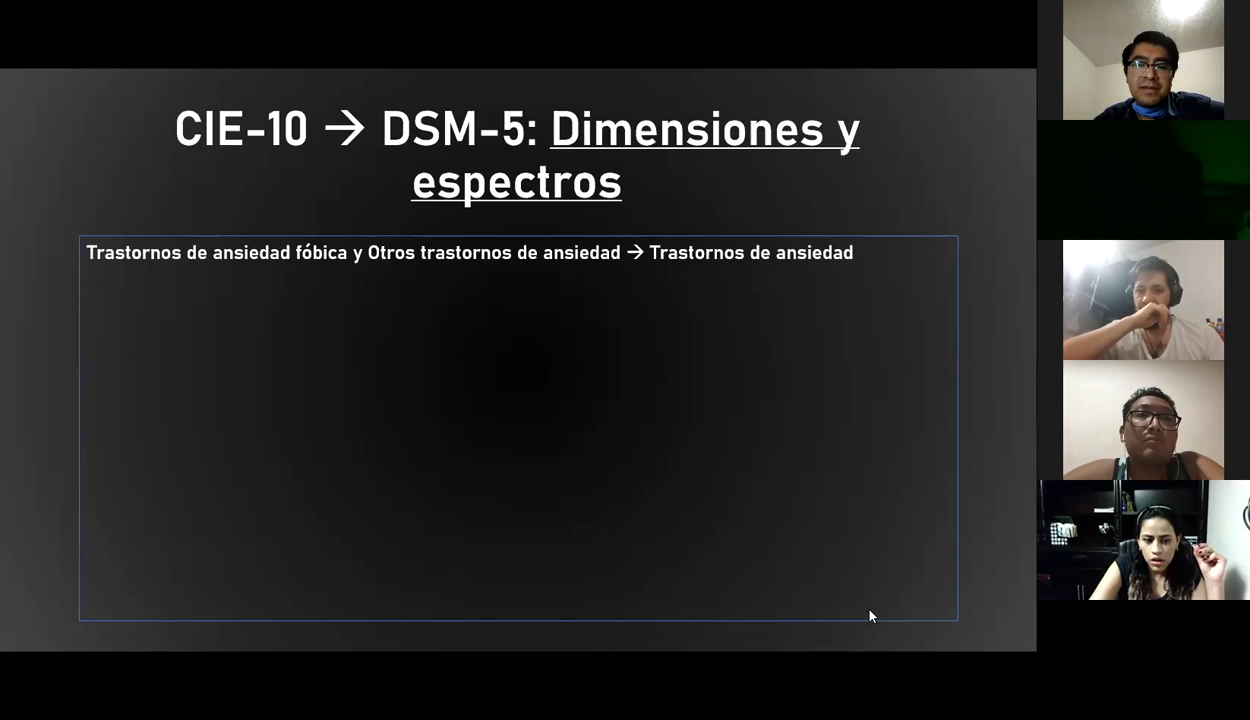 CIE-10 → DSM-5: Dimensiones y
espectros
Trastornos de ansiedad fóbica y Otros trastornos de ansiedad → Trastornos de ansiedad